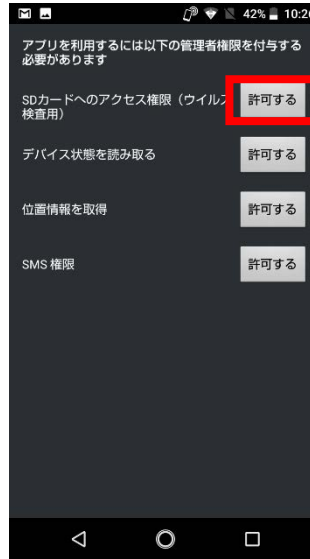 42% 10:26
アプリを利用するには以下の管理者権限を付与する
必要があります
SDカードへのアクセス権限（ウイルス
検査用）
許可する
デバイス状態を読み取る
許可する
位置情報を取得
許可する
SMS 権限
許可する